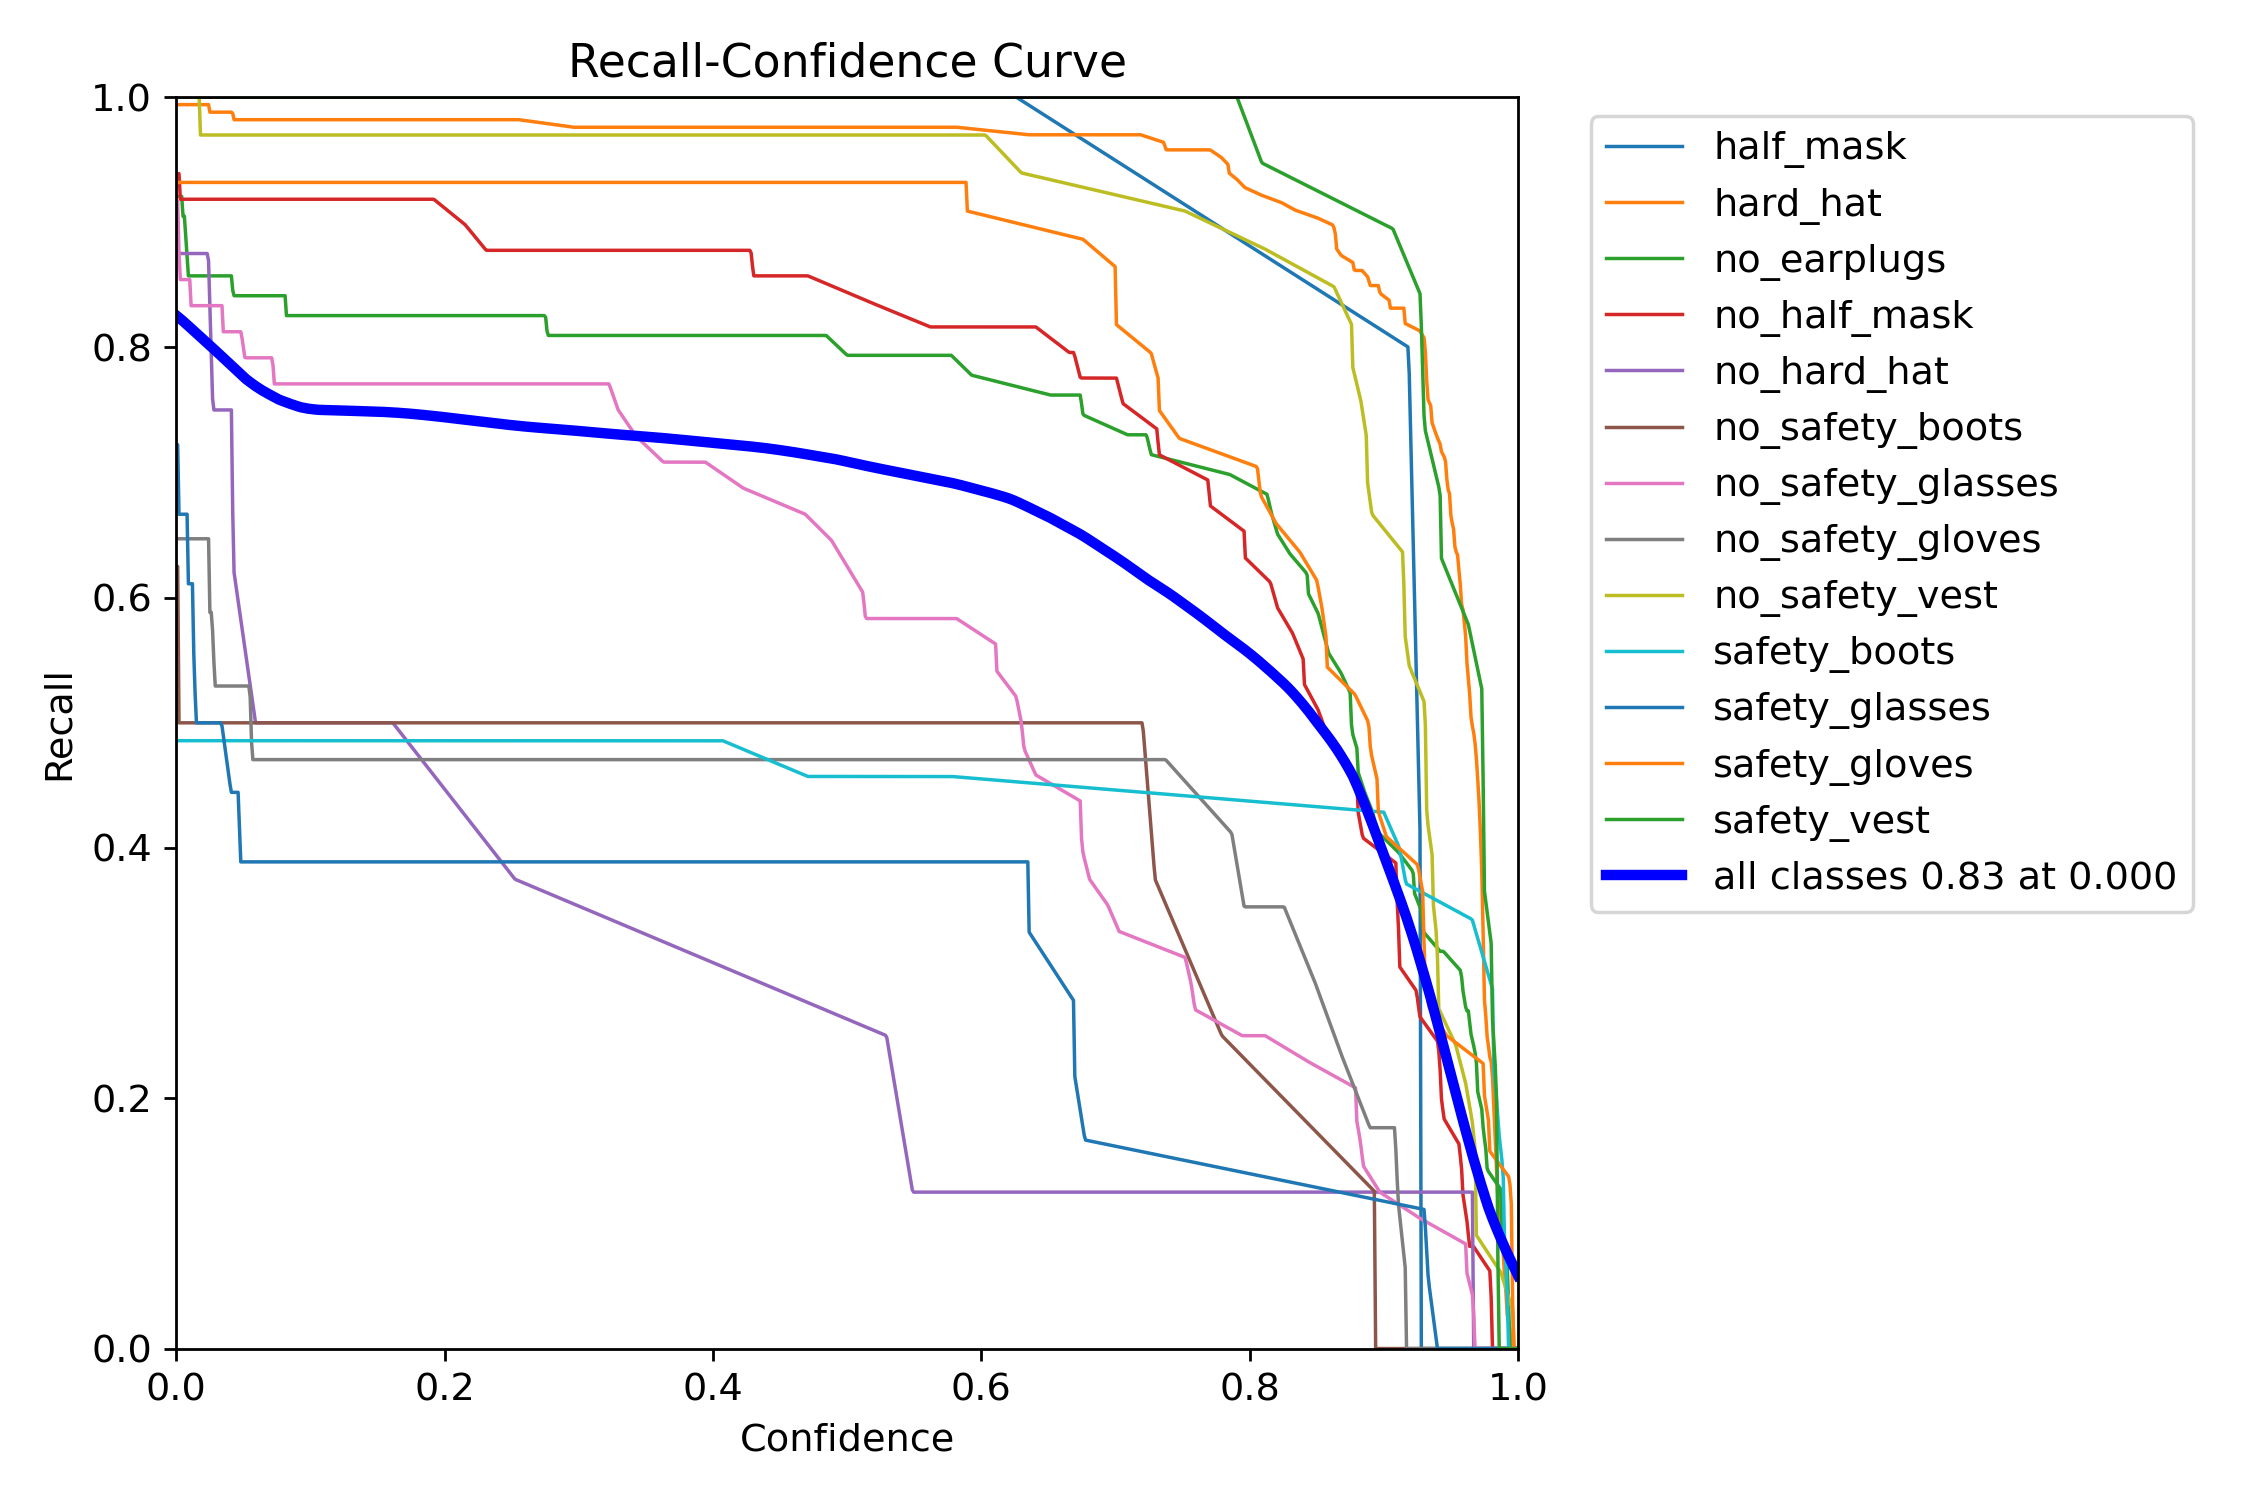 Recall-Confidence Curve
1.0
0.8
0.6
0.4
0.2
0.0
Recall
0.0 0.2 0.4 0.6 0.8 1.0
Confidence
half_mask
hard_hat
no_earplugs
no_half_mask
no_hard_hat
no_safety_boots
no_safety_glasses
no_safety_gloves
no_safety_vest
safety_boots
safety_glasses
safety_gloves
safety_vest
all classes 0.83 at 0.000